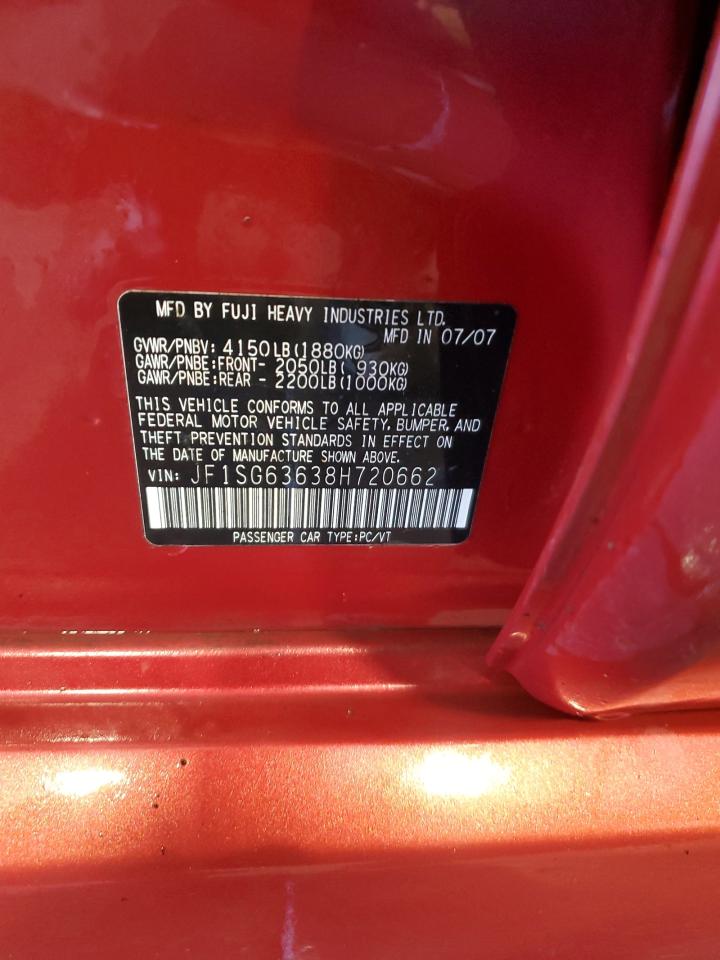 MFD BY FUJI HEAVY INDUSTRIES LTD.
MFD IN 07/07
GVWR/PNBV: 4150LB(1880KG)
GAWR/PNBE:FRONT- 2050LB( 930KG)
GAWR/PNBE:REAR - 2200LB(1000KG)
THIS VEHICLE CONFORMS TO ALL APPLICABLE
FEDERAL MOTOR VEHICLE SAFETY, BUMPER, AND
THEFT PREVENTION STANDARDS IN EFFECT ON
THE DATE OF MANUFACTURE SHOWN ABOVE.
VIN: JF1SG63638H720662
PASSENGER CAR TYPE:PC/VT